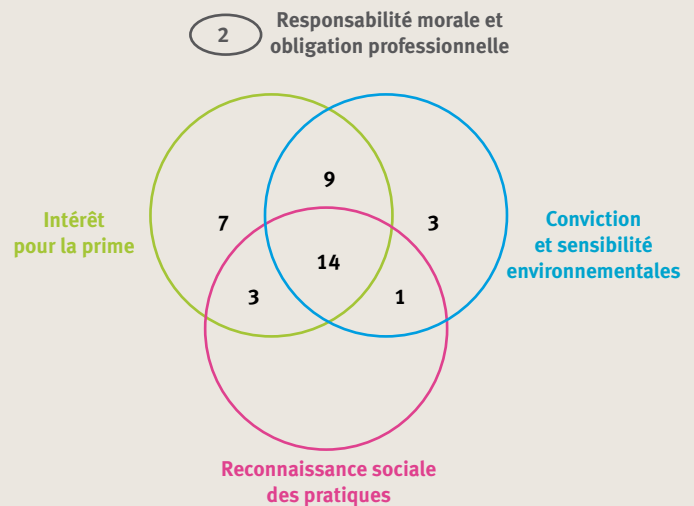 2
Responsabilité morale et
obligation professionnelle
9
7
3
Intérêt
pour la prime
Conviction
et sensibilité
environnementales
14
3
1
Reconnaissance sociale
des pratiques